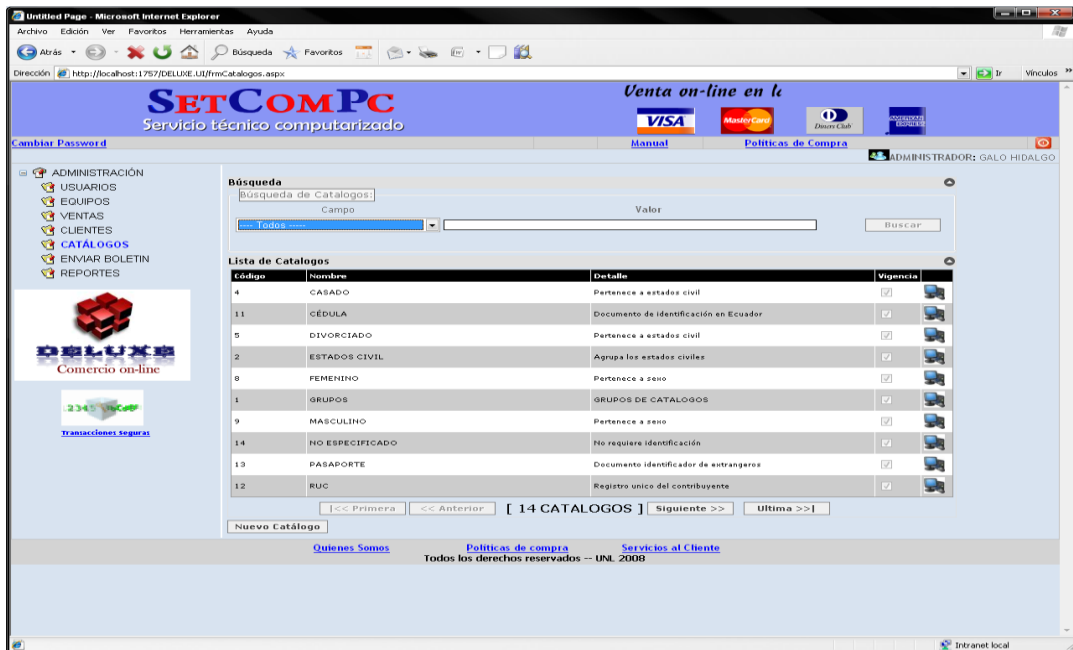 Untitled Page - Microsoft Internet Explorer
Archivo Edición Ver Favoritos Herramientas Ayuda
Atrás Búsqueda Favoritos
Dirección http://localhost:1757/DELUXE.UI/frmCatalogos.aspx Ir Vínculos »
SETCOMPC
Servicio técnico computarizado
Venta on-line en l
VISA MasterCard Diners Club AMERICAN EXPRESS
Cambiar Password Manual Políticas de Compra
ADMINISTRADOR: GALO HIDALGO
ADMINISTRACIÓN
USUARIOS
EQUIPOS
VENTAS
CLIENTES
CATÁLOGOS
ENVIAR BOLETIN
REPORTES
DELUXE
Comercio on-line
Transacciones Seguras
Búsqueda
Búsqueda de Catalogos:
Campo Valor
---- Todos ----- Buscar
Lista de Catalogos
Código Nombre Detalle Vigencia
4 CASADO Pertenece a estados civil
11 CÉDULA Documento de identificación en Ecuador
5 DIVORCIADO Pertenece a estados civil
2 ESTADOS CIVIL Agrupa los estados civiles
8 FEMENINO Pertenece a sexo
1 GRUPOS GRUPOS DE CATALOGOS
9 MASCULINO Pertenece a sexo
14 NO ESPECIFICADO No requiere identificación
13 PASAPORTE Documento identificador de extrangeros
12 RUC Registro unico del contribuyente
|<< Primera << Anterior [ 14 CATALOGOS ] Siguiente >> Ultima >>|
Nuevo Catálogo
Quienes Somos Políticas de compra Servicios al Cliente
Todos los derechos reservados -- UNL 2008
Intranet local